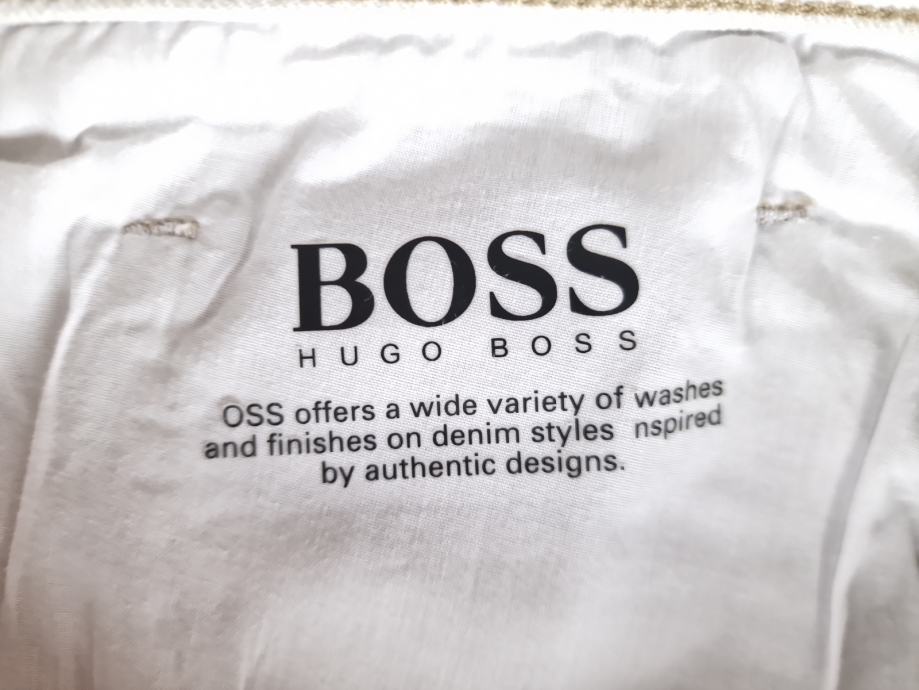 BOSS
HUGO BOSS
OSS offers a wide variety of washes
and finishes on denim styles nspired
by authentic designs.